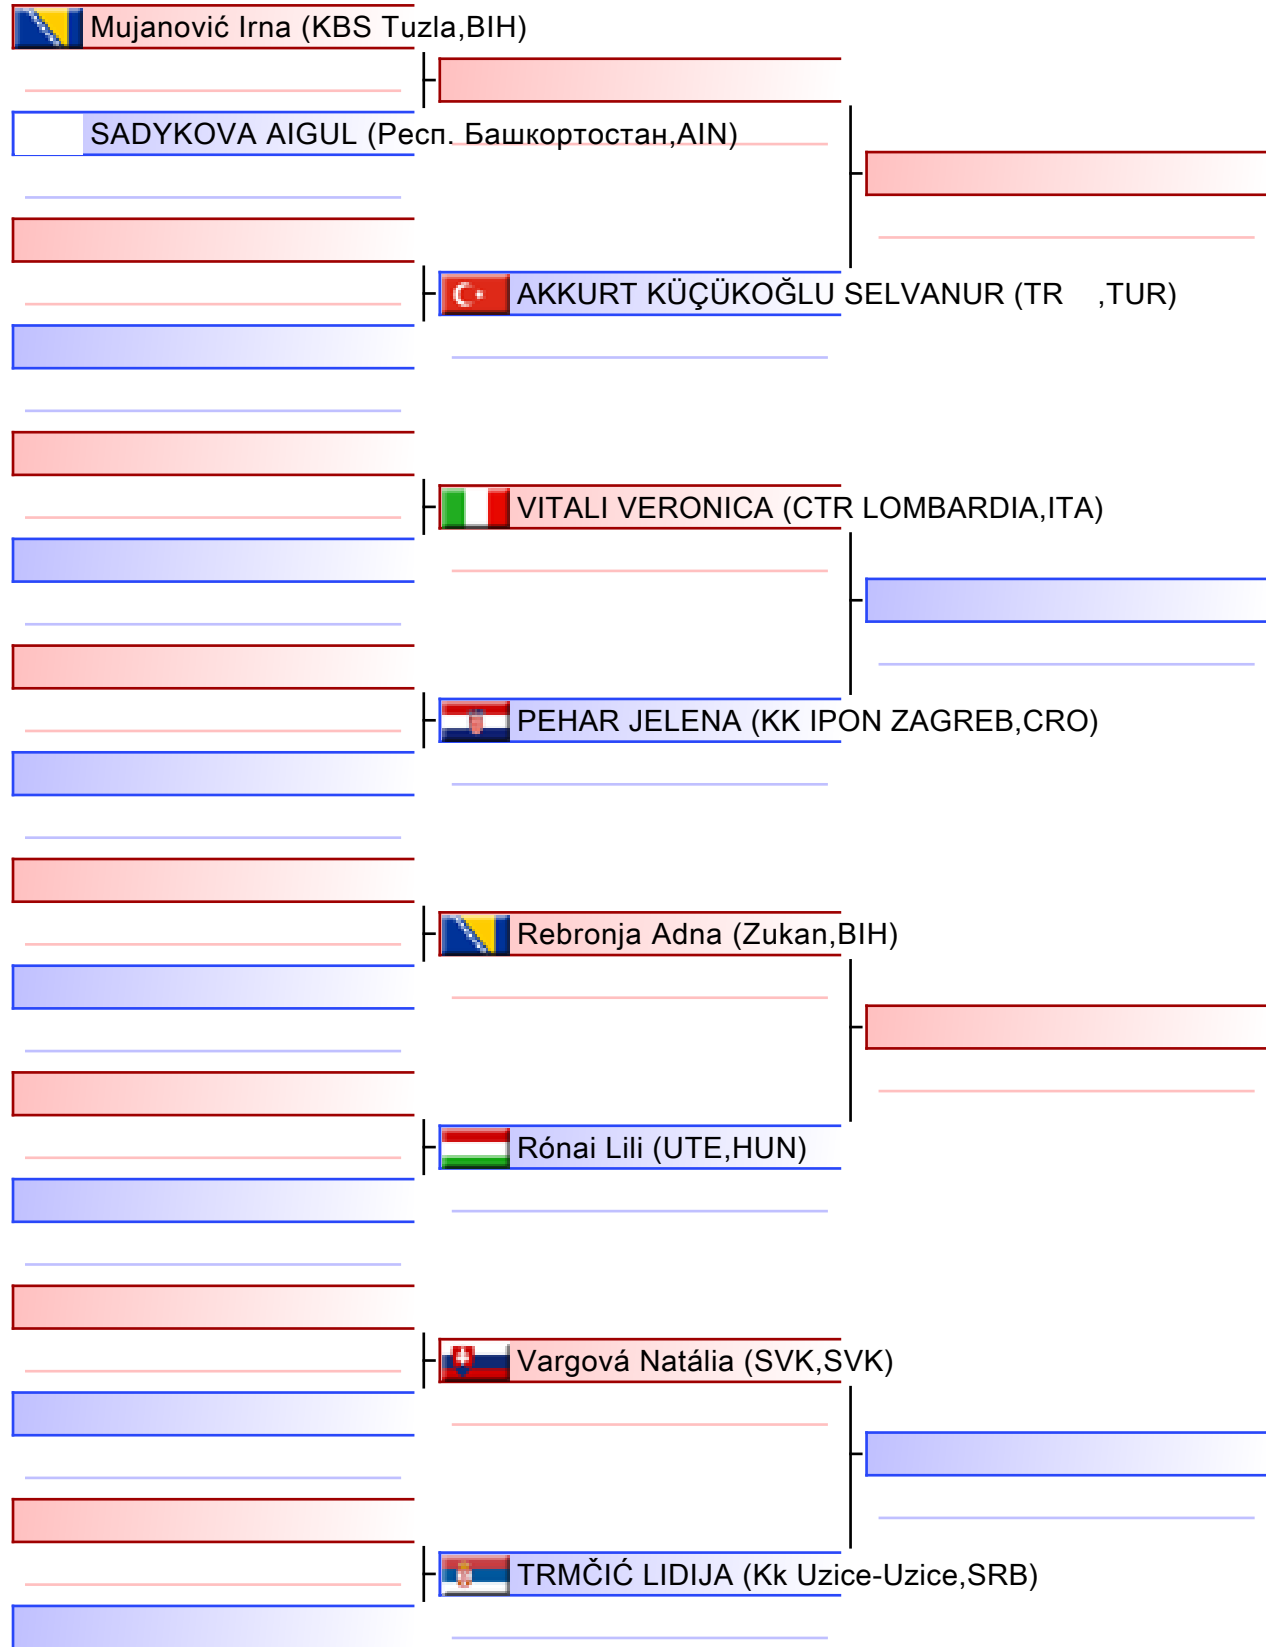 Mujanović Irna (KBS Tuzla,BIH)
SADYKOVA AIGUL (Респ. Башкортостан,AIN)
AKKURT KÜÇÜKOĞLU SELVANUR (TR ,TUR)
VITALI VERONICA (CTR LOMBARDIA,ITA)
PEHAR JELENA (KK IPON ZAGREB,CRO)
Rebronja Adna (Zukan,BIH)
Rónai Lili (UTE,HUN)
Vargová Natália (SVK,SVK)
TRMČIĆ LIDIJA (Kk Uzice-Uzice,SRB)